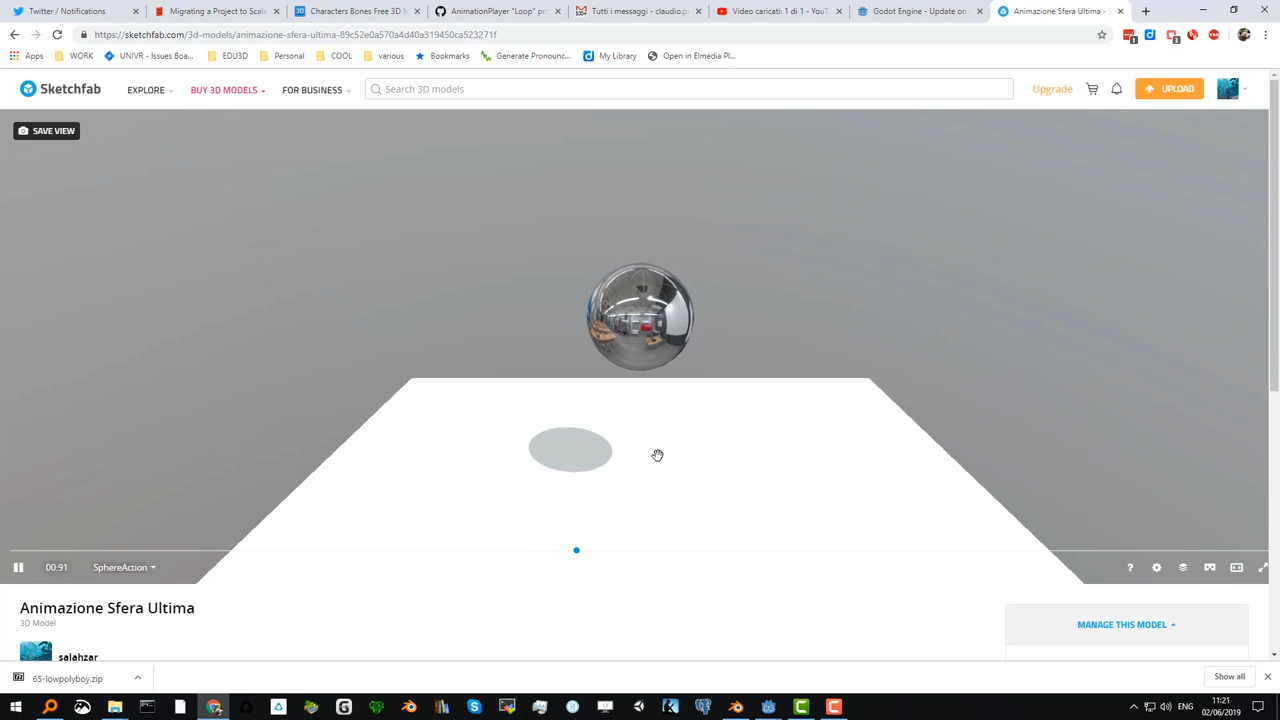 Twitter / Notifications
Migrating a Project to Scala
Characters Bones Free 3D M
AnimationPlayer "Loop" pro
Tutti i messaggi - claudio.p
Video caricati: 1 di 1 - YouT
Godot Engine - Update on
Animazione Sfera Ultima - S
https://sketchfab.com/3d-models/animazione-sfera-ultima-89c52e0a570a4d40a319450ca523271f
Apps
WORK
UNIVR - Issues Boa...
EDU3D
Personal
COOL
various
Bookmarks
Generate Pronounc...
My Library
Open in Elmedia Pl...
Sketchfab
EXPLORE
BUY 3D MODELS
FOR BUSINESS
Search 3D models
Upgrade
UPLOAD
SAVE VIEW
00:91
SphereAction
?
Animazione Sfera Ultima
3D Model
MANAGE THIS MODEL
salahzar
65-lowpolyboy.zip
Show all
ENG
11:21
02/06/2019